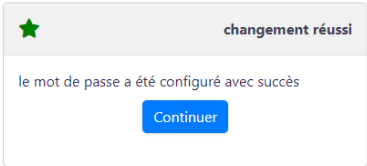 changement réussi
le mot de passe a été configuré avec succès
Continuer